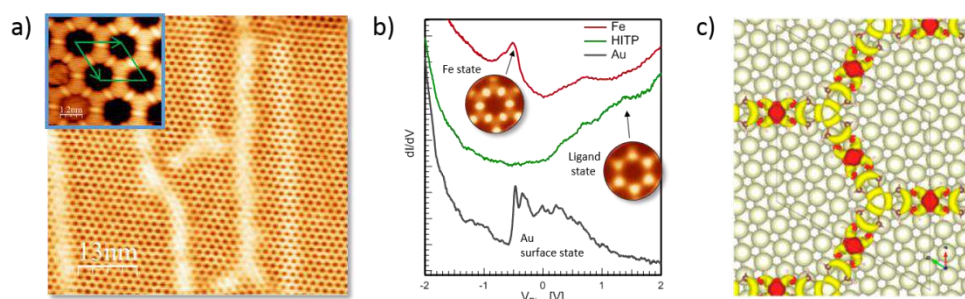 a)
1.2nm
13nm
b)
Fe
HITP
Au
Fe state
Ligand
state
Au
surface state
dI/dV
-2 -1 0 1 2
[V]
c)